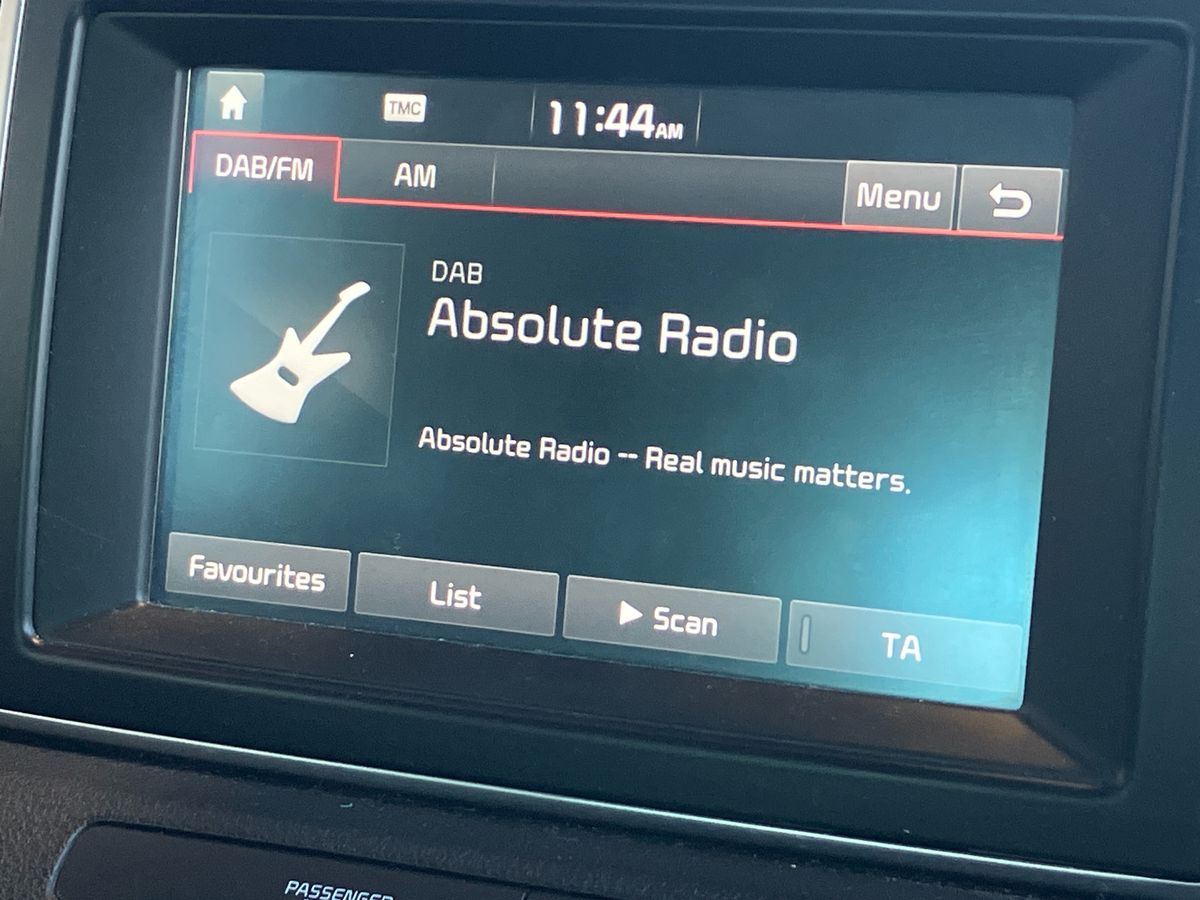 TMC
11:44AM
DAB/FM
AM
Menu
DAB
Absolute Radio
Absolute Radio -- Real music matters.
Favourites
List
Scan
TA
PASSENGER